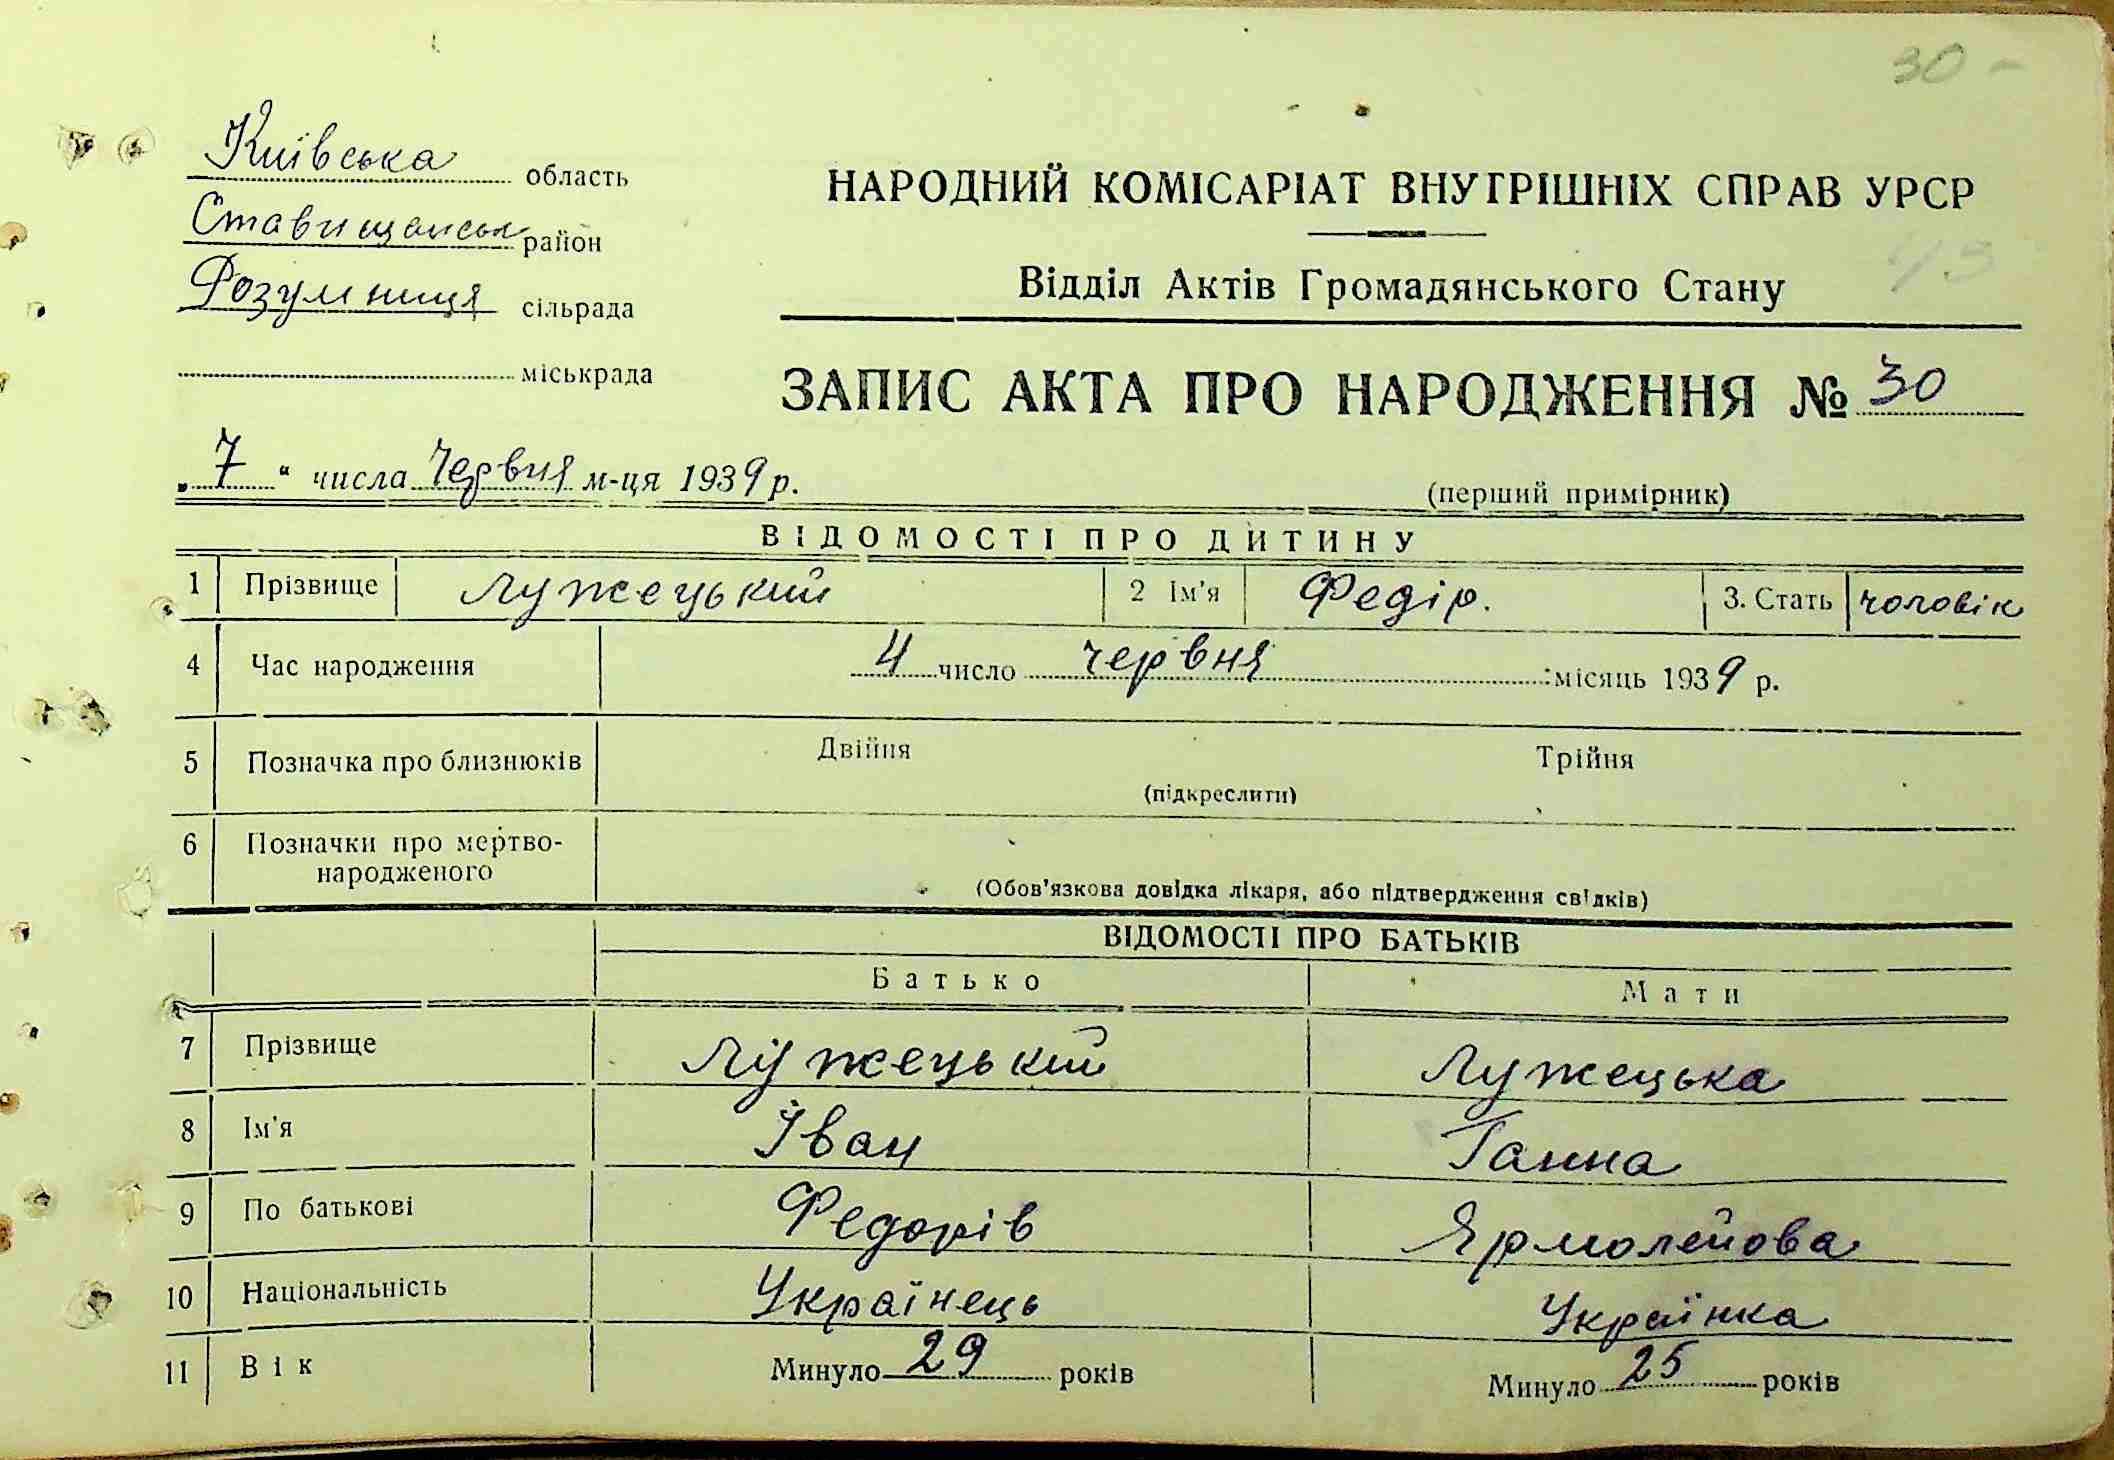 30 -
Київська область
Ставищанськ район
Розумниця сільрада
міськрада
НАРОДНИЙ КОМІСАРІАТ ВНУТРІШНІХ СПРАВ УРСР
Відділ Актів Громадянського Стану
ЗАПИС АКТА ПРО НАРОДЖЕННЯ № 30
„7“ числа Червня м-ця 1939 р.
(перший примірник)
ВІДОМОСТІ ПРО ДИТИНУ
1 Прізвище Лужецький 2 Ім'я Федір. 3. Стать чоловік
4 Час народження 4 число червня місяць 1939 р.
5 Позначка про близнюків Двійня Трійня
(підкреслити)
6 Позначки про мертво-
народженого
(Обов'язкова довідка лікаря, або підтвердження свідків)
ВІДОМОСТІ ПРО БАТЬКІВ
Батько Мати
7 Прізвище Лужецький Лужецька
8 Ім'я Іван Ганна
9 По батькові Федорів Ярмолейова
10 Національність Українець Українка
11 Вік Минуло 29 років Минуло 25 років